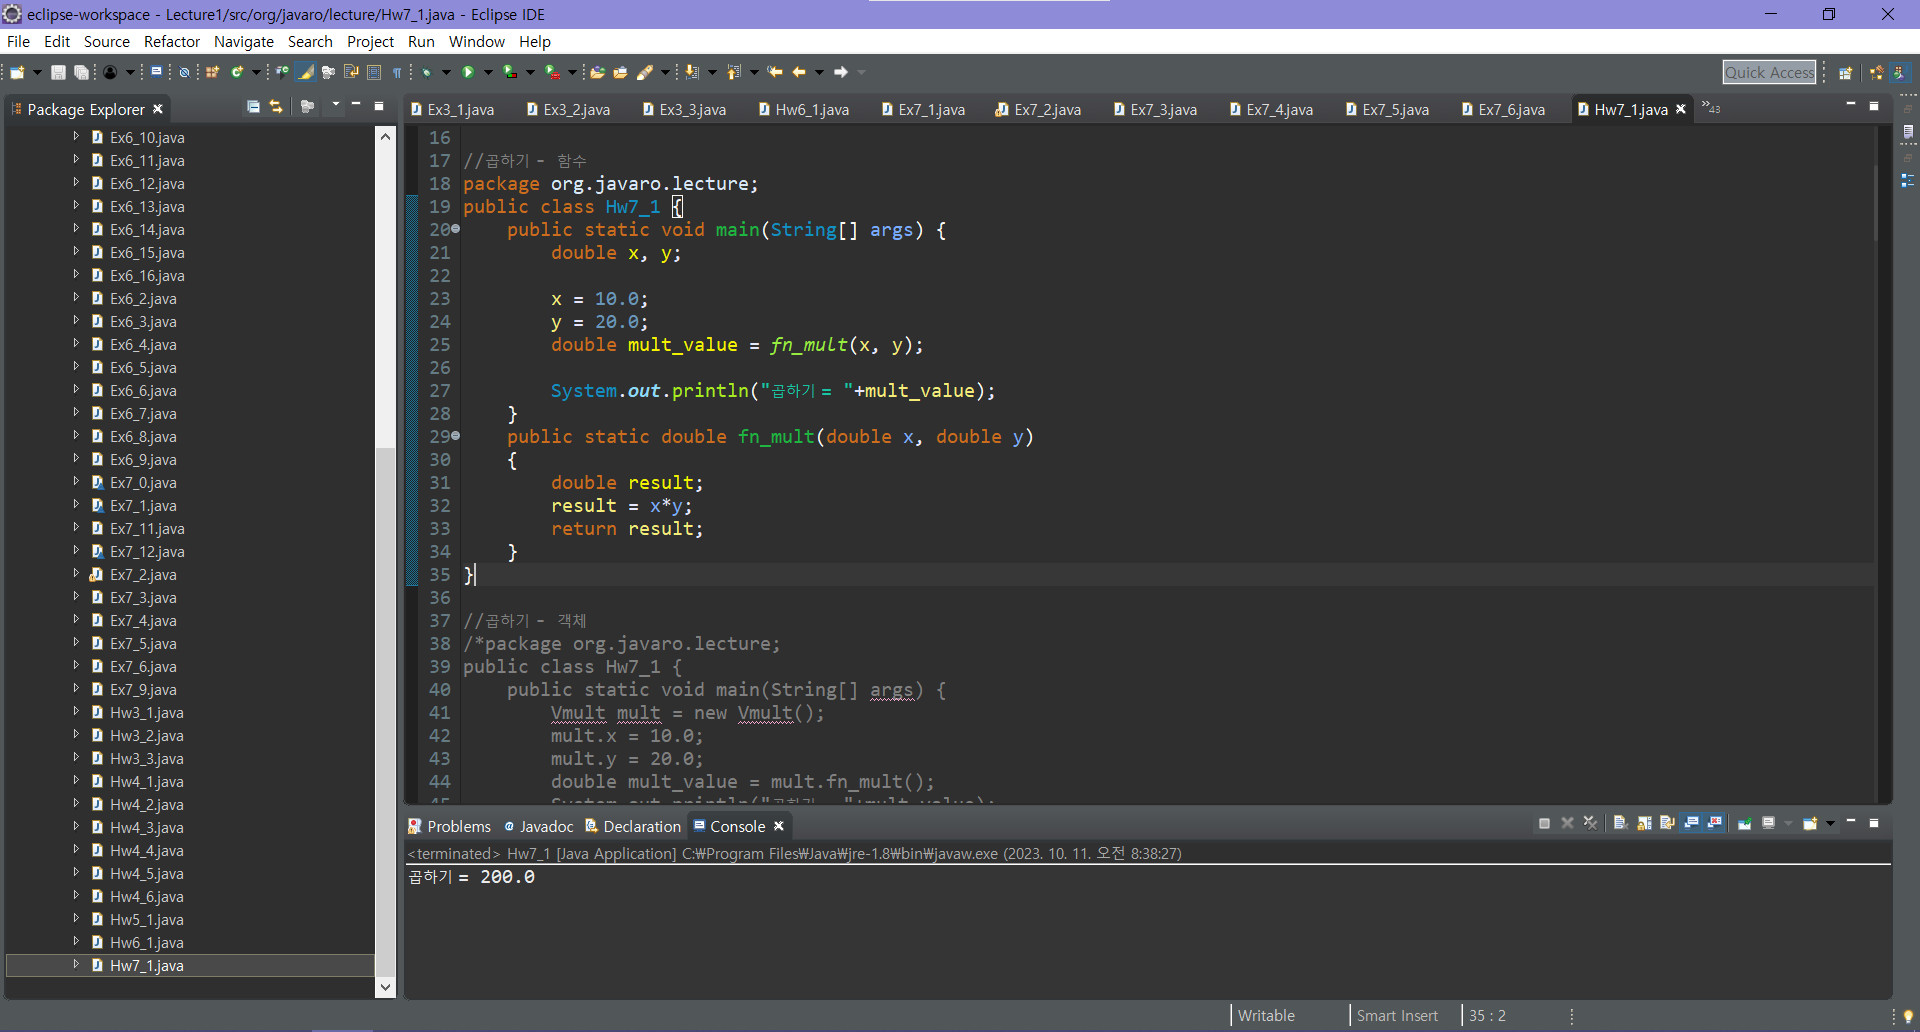 eclipse-workspace - Lecture1/src/org/javaro/lecture/Hw7_1.java - Eclipse IDE
File Edit Source Refactor Navigate Search Project Run Window Help
Quick Access
Package Explorer
Ex3_1.java Ex3_2.java Ex3_3.java Hw6_1.java Ex7_1.java Ex7_2.java Ex7_3.java Ex7_4.java Ex7_5.java Ex7_6.java Hw7_1.java »43
Ex6_10.java
Ex6_11.java
Ex6_12.java
Ex6_13.java
Ex6_14.java
Ex6_15.java
Ex6_16.java
Ex6_2.java
Ex6_3.java
Ex6_4.java
Ex6_5.java
Ex6_6.java
Ex6_7.java
Ex6_8.java
Ex6_9.java
Ex7_0.java
Ex7_1.java
Ex7_11.java
Ex7_12.java
Ex7_2.java
Ex7_3.java
Ex7_4.java
Ex7_5.java
Ex7_6.java
Ex7_9.java
Hw3_1.java
Hw3_2.java
Hw3_3.java
Hw4_1.java
Hw4_2.java
Hw4_3.java
Hw4_4.java
Hw4_5.java
Hw4_6.java
Hw5_1.java
Hw6_1.java
Hw7_1.java
16
17 //곱하기 - 함수
18 package org.javaro.lecture;
19 public class Hw7_1 {
20 public static void main(String[] args) {
21 double x, y;
22
23 x = 10.0;
24 y = 20.0;
25 double mult_value = fn_mult(x, y);
26
27 System.out.println("곱하기 = "+mult_value);
28 }
29 public static double fn_mult(double x, double y)
30 {
31 double result;
32 result = x*y;
33 return result;
34 }
35 }
36
37 //곱하기 - 객체
38 /*package org.javaro.lecture;
39 public class Hw7_1 {
40 public static void main(String[] args) {
41 Vmult mult = new Vmult();
42 mult.x = 10.0;
43 mult.y = 20.0;
44 double mult_value = mult.fn_mult();
45 System.out.println("곱하기 = "+mult_value);
Problems Javadoc Declaration Console
<terminated> Hw7_1 [Java Application] C:₩Program Files₩Java₩jre-1.8₩bin₩javaw.exe (2023. 10. 11. 오전 8:38:27)
곱하기 = 200.0
Writable Smart Insert 35 : 2